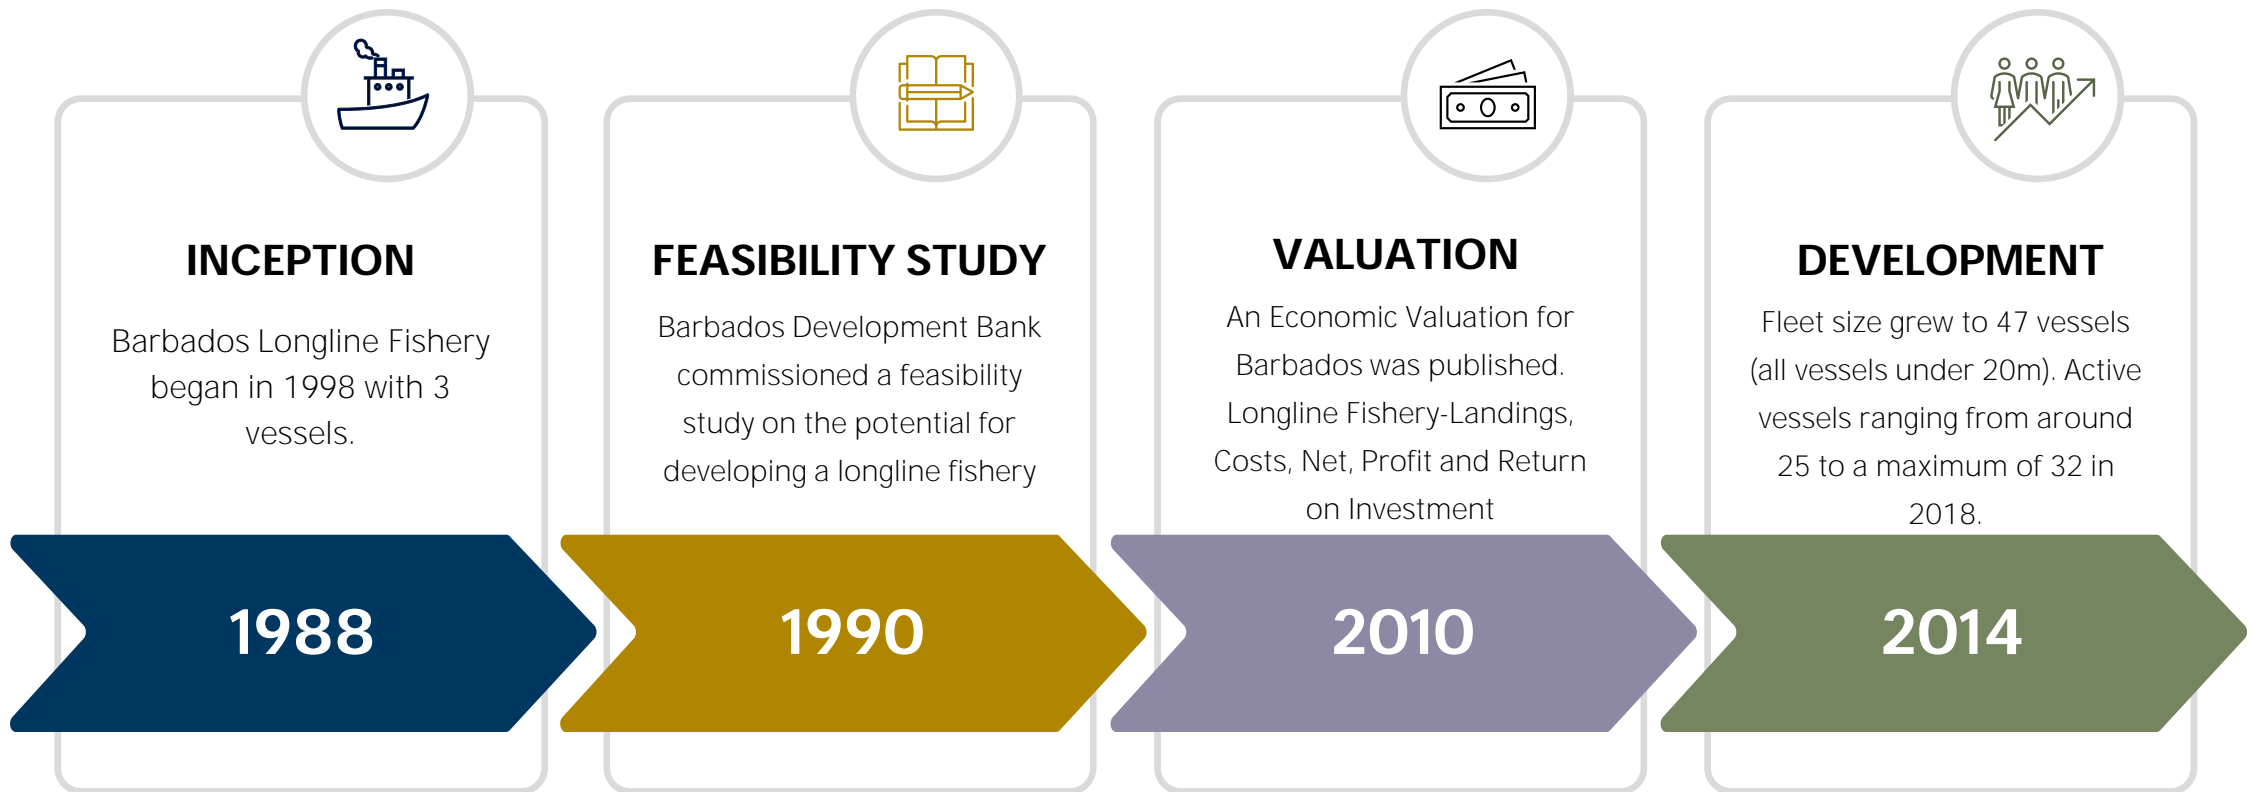 INCEPTION
Barbados Longline Fishery
began in 1998 with 3
vessels.
1988
FEASIBILITY STUDY
Barbados Development Bank
commissioned a feasibility
study on the potential for
developing a longline fishery
1990
VALUATION
An Economic Valuation for
Barbados was published.
Longline Fishery-Landings,
Costs, Net, Profit and Return
on Investment
2010
DEVELOPMENT
Fleet size grew to 47 vessels
(all vessels under 20m). Active
vessels ranging from around
25 to a maximum of 32 in
2018.
2014